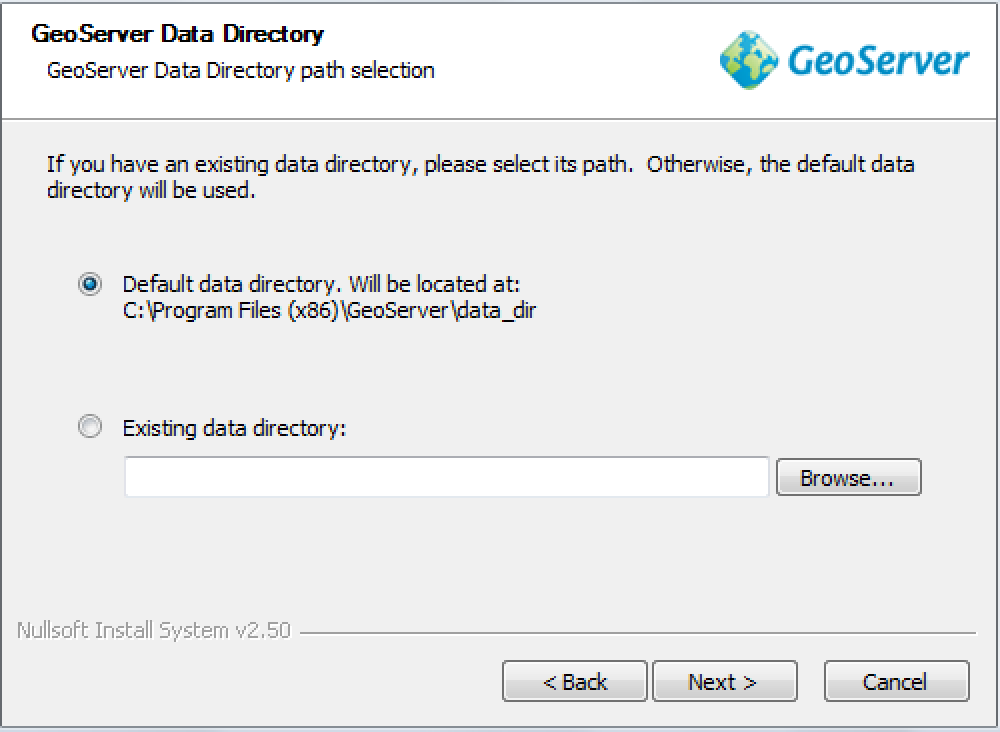 GeoServer Data Directory
GeoServer Data Directory path selection
GeoServer
If you have an existing data directory, please select its path.  Otherwise, the default data
directory will be used.
Default data directory. Will be located at:
C:\Program Files (x86)\GeoServer\data_dir
Existing data directory:
Browse...
Nullsoft Install System v2.50
< Back
Next >
Cancel